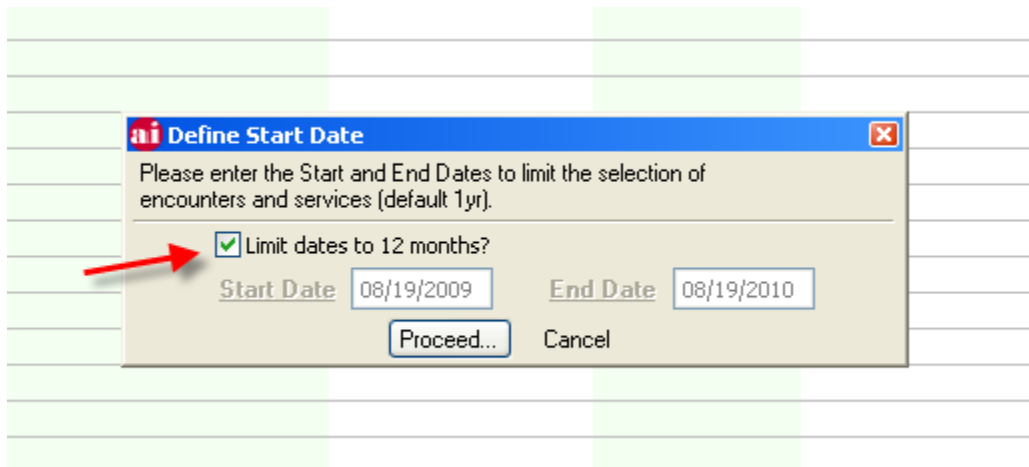 ai Define Start Date
Please enter the Start and End Dates to limit the selection of
encounters and services (default 1yr).
Limit dates to 12 months?
Start Date 08/19/2009 End Date 08/19/2010
Proceed... Cancel